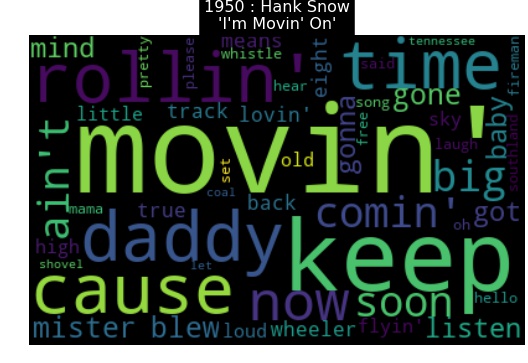 1950 : Hank Snow
'I'm Movin' On'
mind
pretty
please
means
whistle
eight
tennessee
said
fireman
rollin'
time
hear
gone
song
little
track
lovin'
gonna
free
sky
baby
southland
laugh
ain't
movin'
set
old
big
coal
mama
true
back
comin'
oh
got
high
daddy
keep
shovel
let
cause
now
soon
hello
mister
blew
loud
wheeler
flyin'
listen